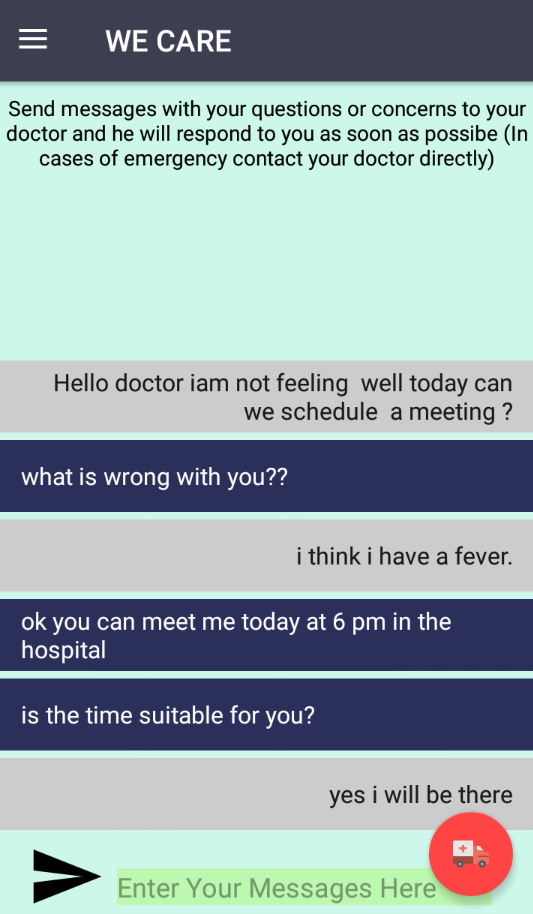 WE CARE
Send messages with your questions or concerns to your
doctor and he will respond to you as soon as possibe (In
cases of emergency contact your doctor directly)
Hello doctor iam not feeling  well today can
we schedule  a meeting ?
what is wrong with you??
i think i have a fever.
ok you can meet me today at 6 pm in the
hospital
is the time suitable for you?
yes i will be there
Enter Your Messages Here